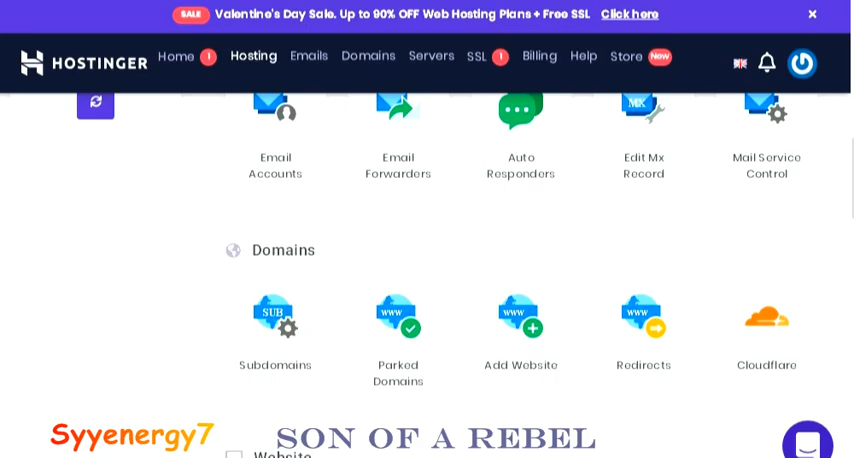 SALE Valentine's Day Sale. Up to 90% OFF Web Hosting Plans + Free SSL Click here ×
HOSTINGER Home 1 Hosting Emails Domains Servers SSL 1 Billing Help Store New
MX
Email Accounts
Email Forwarders
Auto Responders
Edit Mx Record
Mail Service Control
Domains
SUB
www
www
www
Subdomains
Parked Domains
Add Website
Redirects
Cloudflare
Syyenergy7
SON OF A REBEL
Website